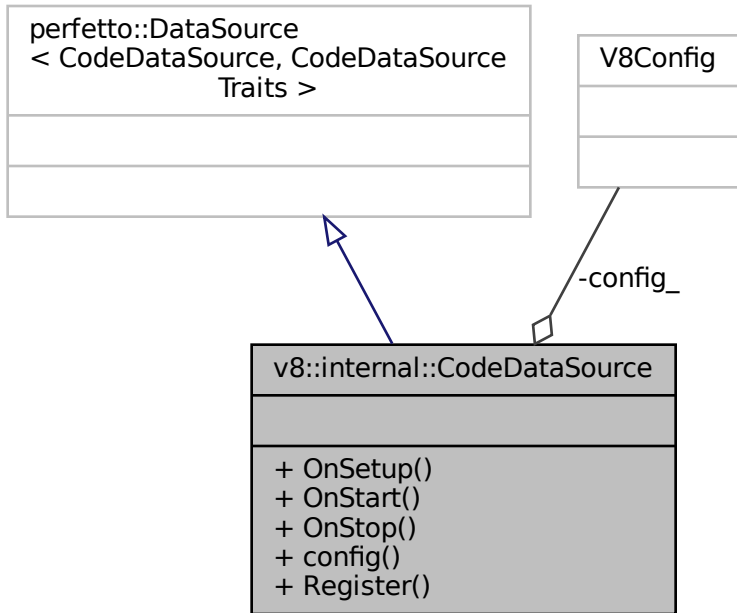 perfetto::DataSource
< CodeDataSource, CodeDataSource
Traits >
V8Config
-config_
v8::internal::CodeDataSource
+ OnSetup()
+ OnStart()
+ OnStop()
+ config()
+ Register()